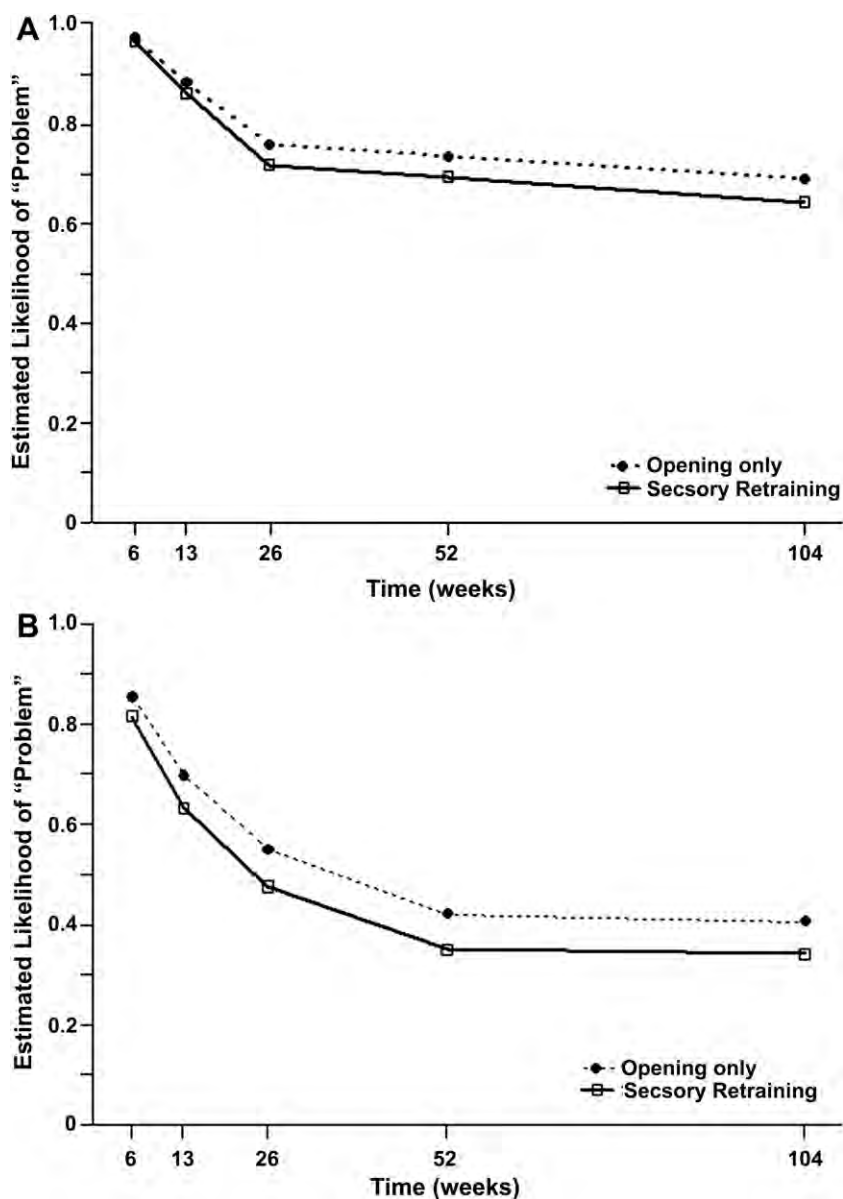 A
Estimated Likelihood of “Problem”
1.0
0.8
0.6
0.4
0.2
0
Opening only
Secsory Retraining
6 13 26 52 104
Time (weeks)
B
Estimated Likelihood of “Problem”
1.0
0.8
0.6
0.4
0.2
0
Opening only
Secsory Retraining
6 13 26 52 104
Time (weeks)